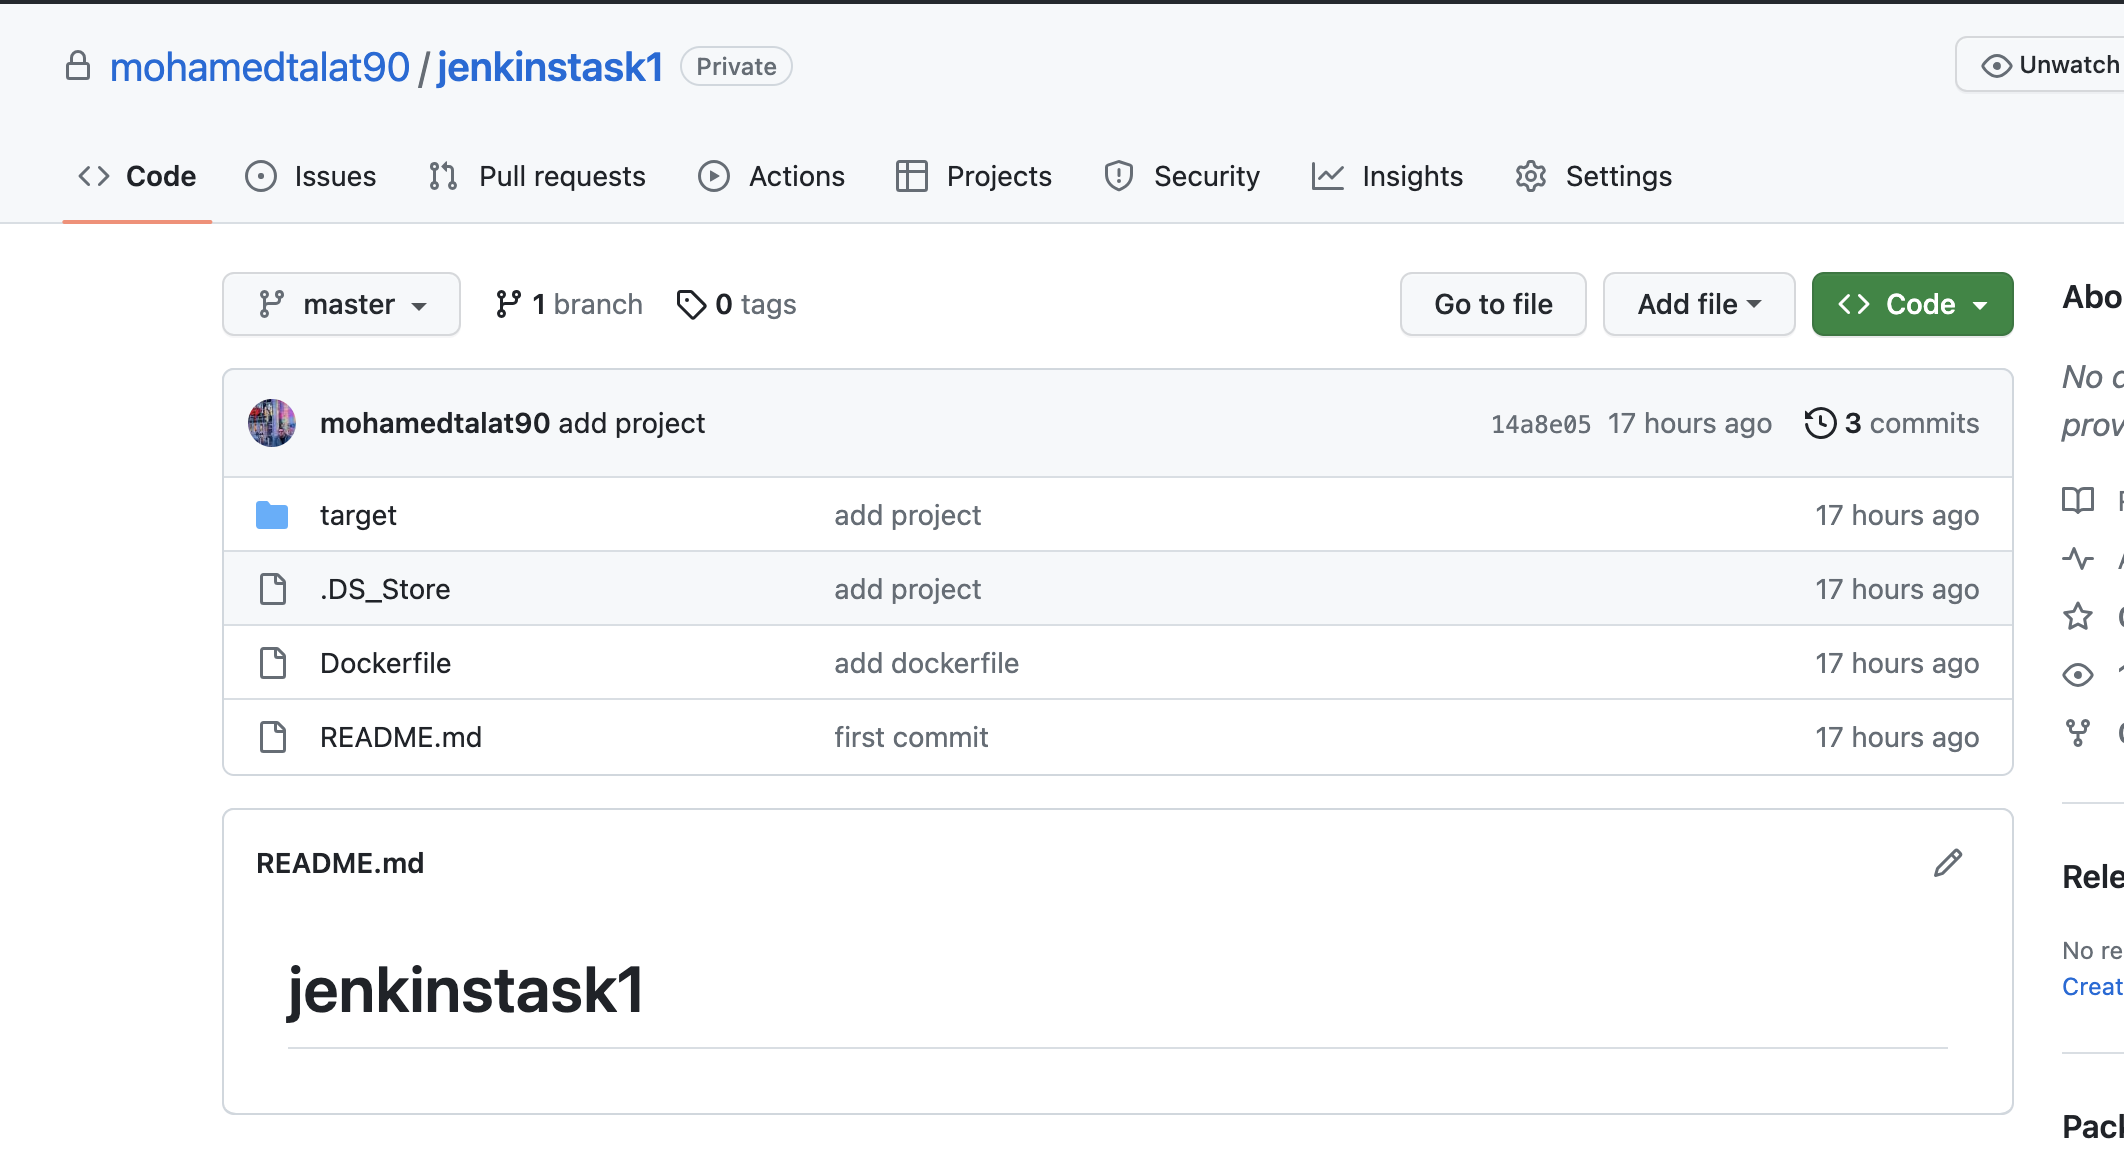 mohamedtalat90 / jenkinstask1 Private Unwatch
Code Issues Pull requests Actions Projects Security Insights Settings
master 1 branch 0 tags Go to file Add file Code
mohamedtalat90 add project 14a8e05 17 hours ago 3 commits
target add project 17 hours ago
.DS_Store add project 17 hours ago
Dockerfile add dockerfile 17 hours ago
README.md first commit 17 hours ago
README.md
jenkinstask1
Abo
No
prov
Rele
No re
Creat
Pack